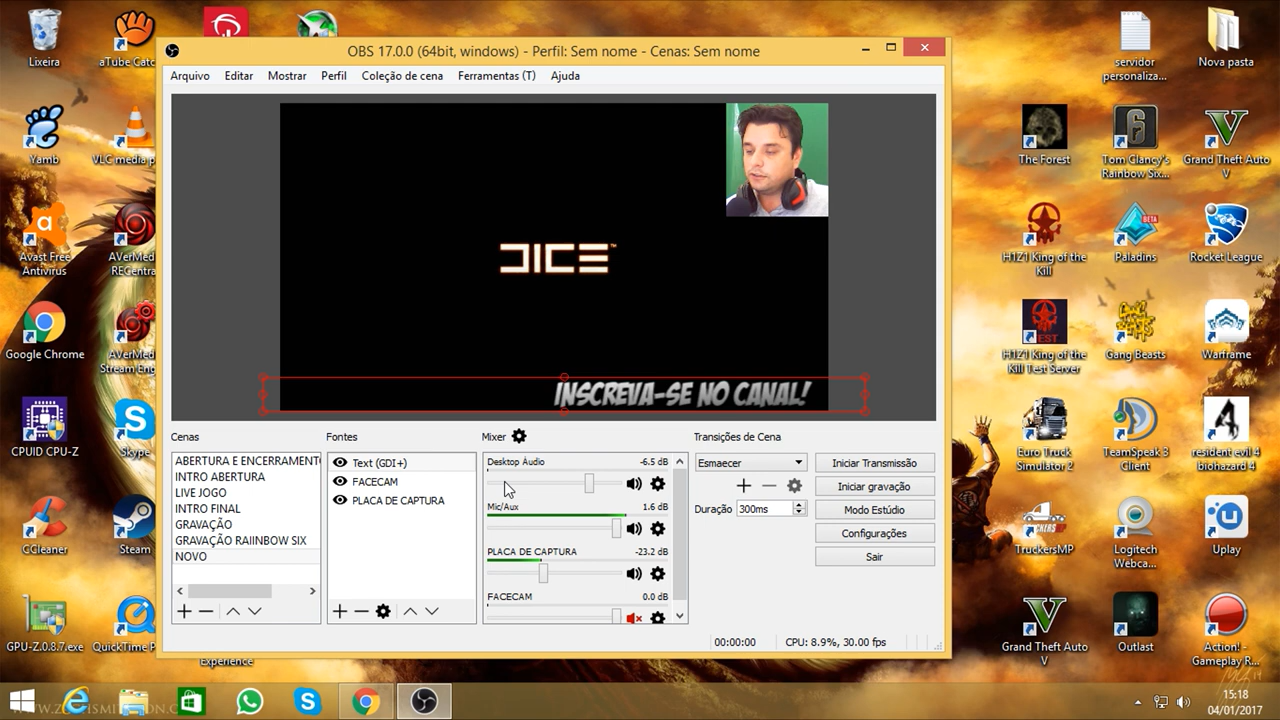 Lixeira
aTube Catc
servidor personaliza...
Nova pasta
Yamb
VLC media p
The Forest
Tom Clancy's Rainbow Six...
Grand Theft Auto V
Avast Free Antivirus
AVerMed RECentra
H1Z1 King of the Kill
BETA
Paladins
Rocket League
Google Chrome
AVerMed Stream Eng
H1Z1 King of the Kill Test Server
Gang Beasts
Warframe
CPUID CPU-Z
Skype
Euro Truck Simulator 2
TeamSpeak 3 Client
resident evil 4 biohazard 4
CCleaner
Steam
TruckersMP
Logitech Webca...
Uplay
GPU-Z.0.8.7.exe
QuickTime P
Experience
Grand Theft Auto V
Outlast
Action! - Gameplay R...
OBS 17.0.0 (64bit, windows) - Perfil: Sem nome - Cenas: Sem nome
Arquivo Editar Mostrar Perfil Coleção de cena Ferramentas (T) Ajuda
DICE™
INSCREVA-SE NO CANAL!
Cenas
ABERTURA E ENCERRAMENT
INTRO ABERTURA
LIVE JOGO
INTRO FINAL
GRAVAÇÃO
GRAVAÇÃO RAIINBOW SIX
NOVO
Fontes
Text (GDI+)
FACECAM
PLACA DE CAPTURA
Mixer
Desktop Áudio -6.5 dB
Mic/Aux 1.6 dB
PLACA DE CAPTURA -23.2 dB
FACECAM 0.0 dB
Transições de Cena
Esmaecer
Duração 300ms
Iniciar Transmissão
Iniciar gravação
Modo Estúdio
Configurações
Sair
00:00:00 CPU: 8.9%, 30.00 fps
15:18
04/01/2017